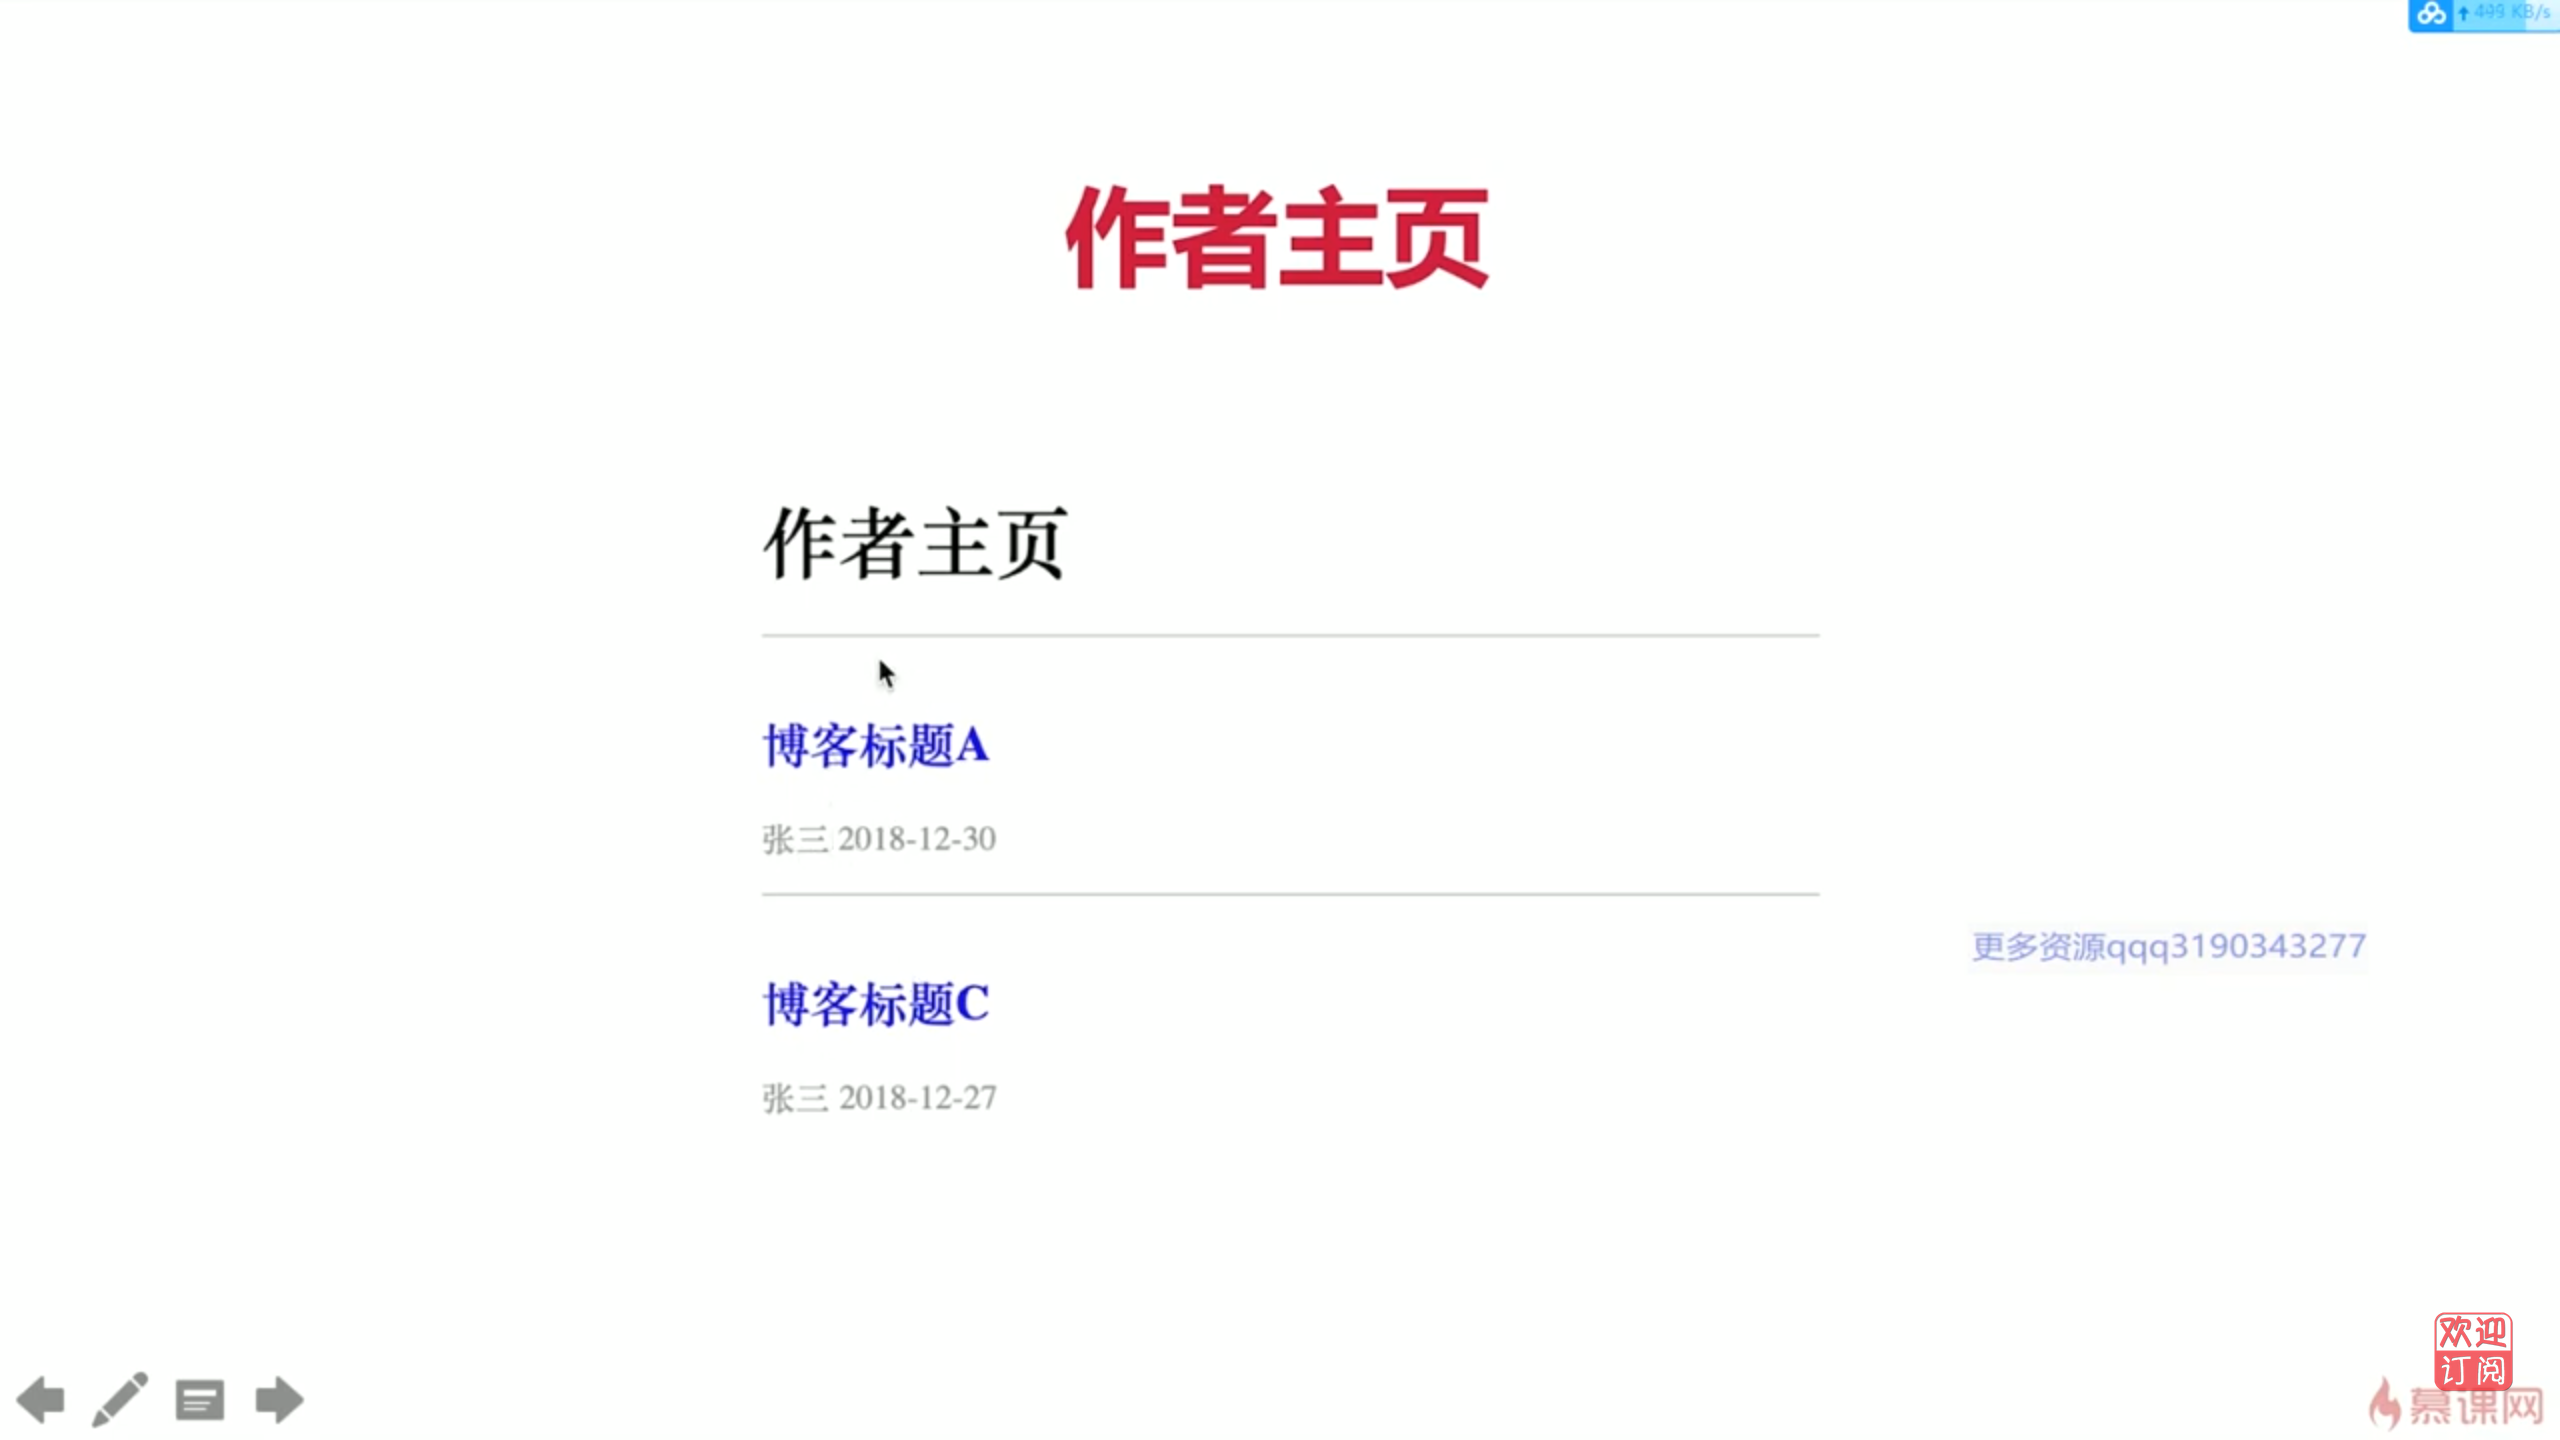 499 KB/s
作者主页
作者主页
博客标题A
张三 2018-12-30
更多资源qqq3190343277
博客标题C
张三 2018-12-27
欢迎
订阅
慕课网